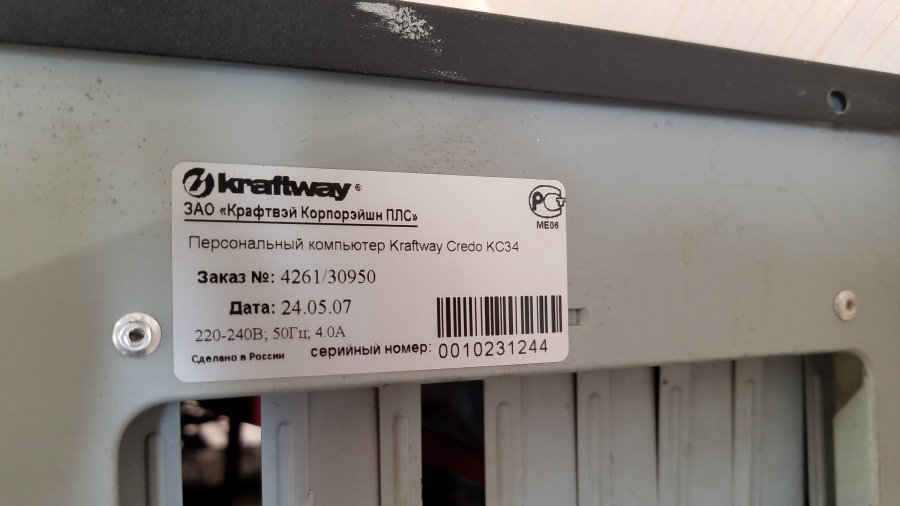 kraftway®
ЗАО «Крафтвэй Корпорэйшн ПЛС»
РСТ
МЕ06
Персональный компьютер Kraftway Credo KC34
Заказ №: 4261/30950
Дата: 24.05.07
220-240В; 50Гц; 4.0А
Сделано в России
серийный номер: 0010231244